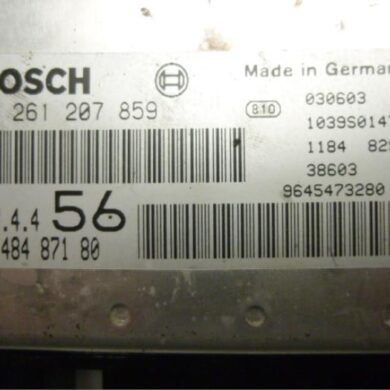 OSCH
Made in German
261 207 859
B10
030603
1039S014
1184 82
38603
9645473280
.4.4 56
484 871 80